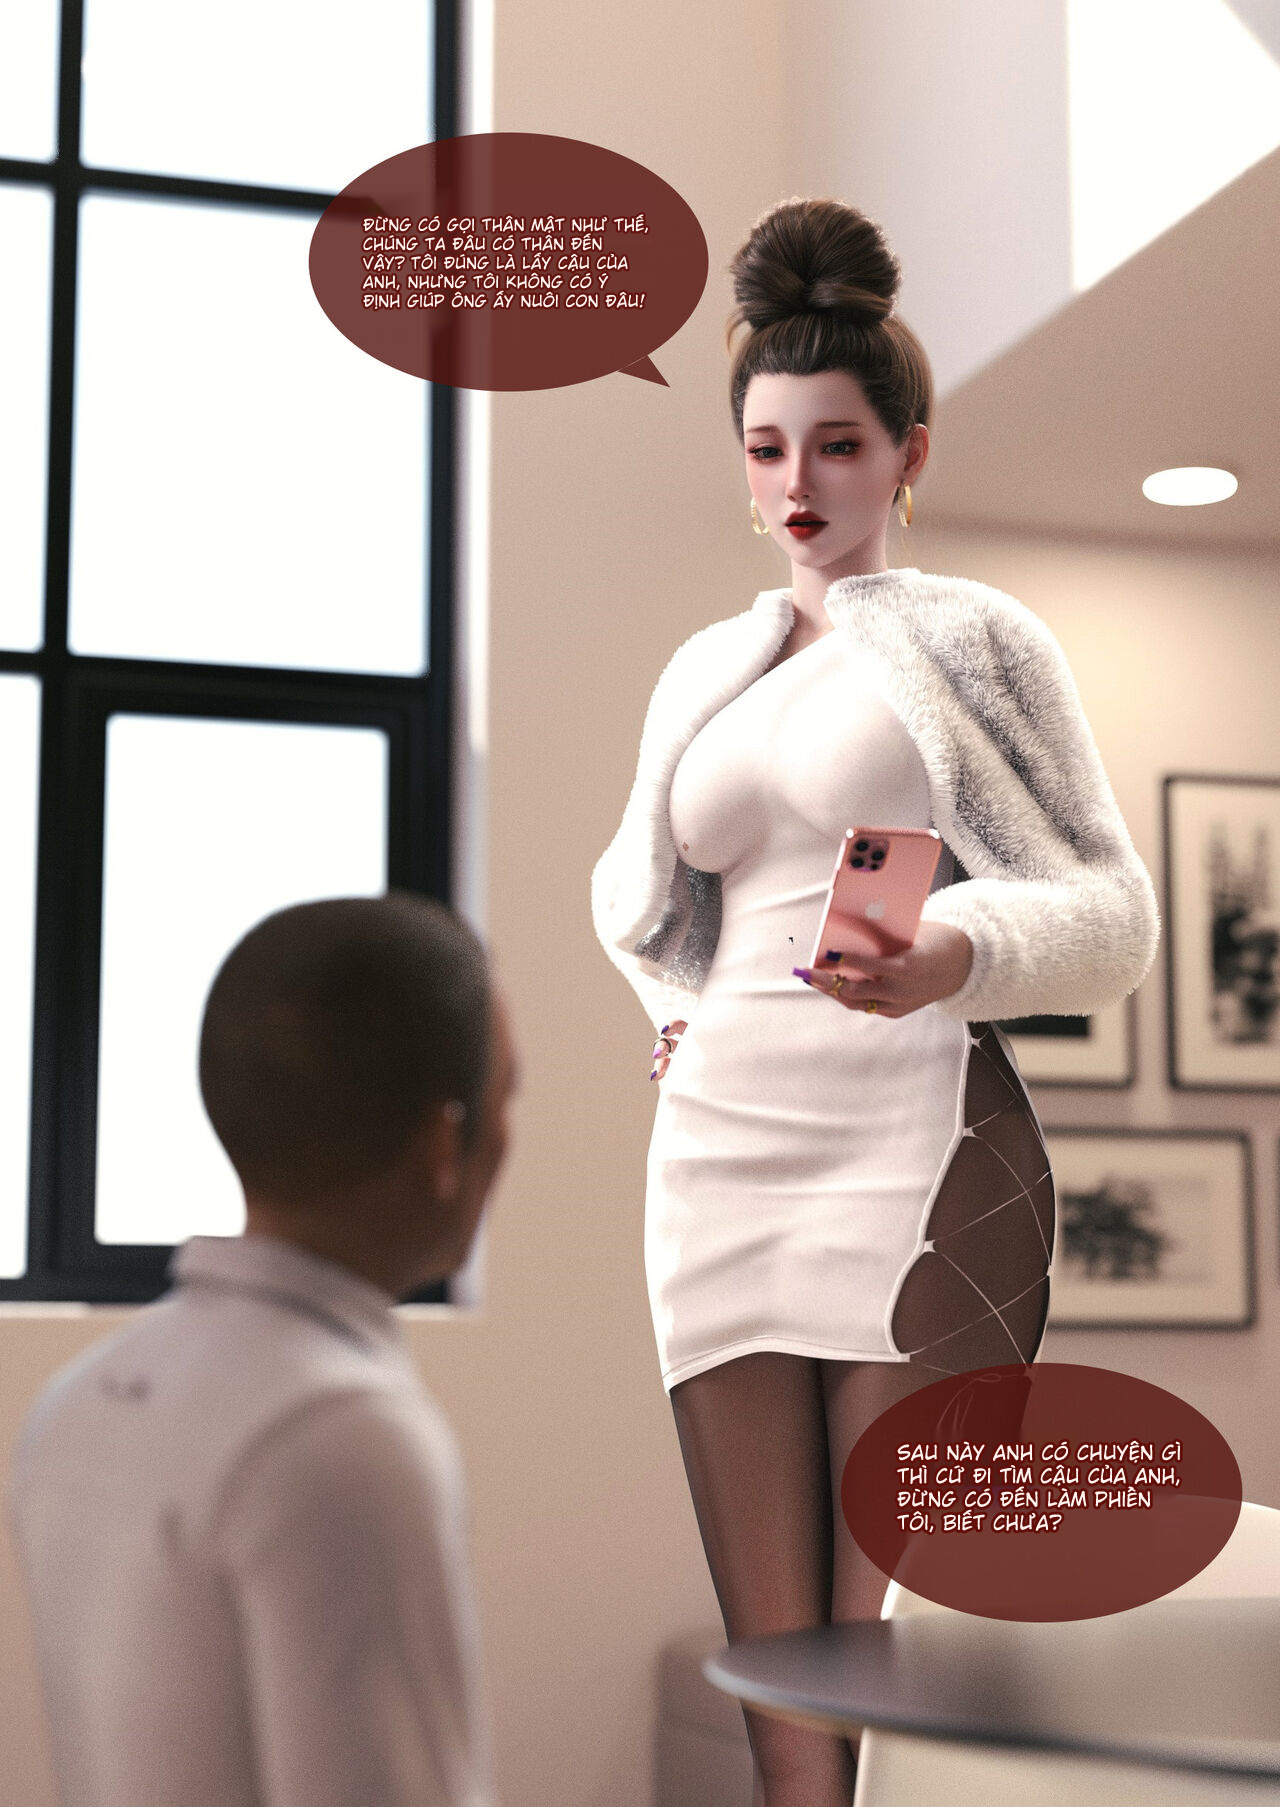 ĐỪNG CÓ GỌI THÂN MẬT NHƯ THẾ,
CHÚNG TA ĐÂU CÓ THÂN ĐẾN
VẬY? TÔI ĐÚNG LÀ LẤY CẬU CỦA
ANH, NHƯNG TÔI KHÔNG CÓ Ý
ĐỊNH GIÚP ÔNG ẤY NUÔI CON ĐÂU!
SAU NÀY ANH CÓ CHUYỆN GÌ
THÌ CỨ ĐI TÌM CẬU CỦA ANH,
ĐỪNG CÓ ĐẾN LÀM PHIỀN
TÔI, BIẾT CHƯA?